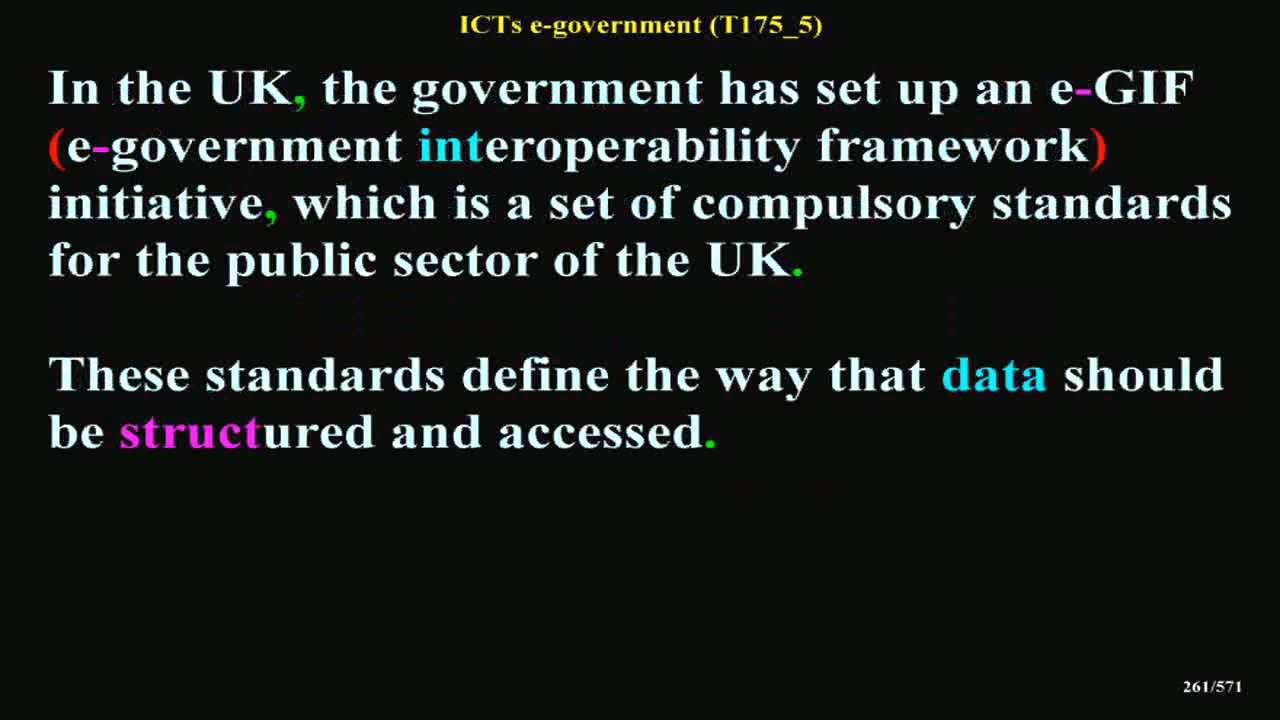 ICTs e-government (T175_5)
In the UK, the government has set up an e-GIF
(e-government interoperability framework)
initiative, which is a set of compulsory standards
for the public sector of the UK.
These standards define the way that data should
be structured and accessed.
261/571